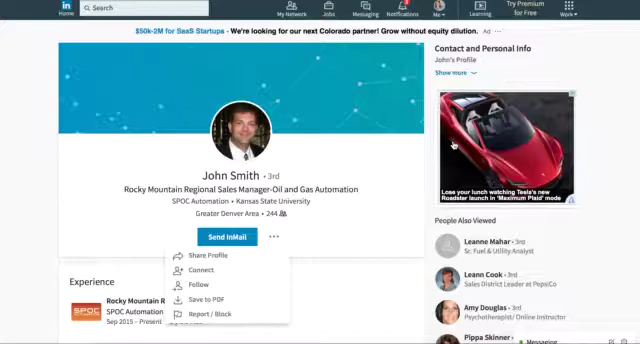 in
Home
Search
My Network
Jobs
Messaging
Notifications
Me
Learning
Try Premium
for Free
Work
$50k-2M for SaaS Startups - We're looking for our next Colorado partner! Grow without equity dilution. Ad ...
John Smith • 3rd
Rocky Mountain Regional Sales Manager-Oil and Gas Automation
SPOC Automation • Kansas State University
Greater Denver Area • 244
Send InMail
Share Profile
Connect
Follow
Save to PDF
Report / Block
Experience
SPOC
Rocky Mountain R
SPOC Automation
Sep 2015 – Present
Contact and Personal Info
John's Profile
Show more
Lose your lunch watching Tesla's new
Roadster launch in 'Maximum Plaid' mode
People Also Viewed
Leanne Mahar • 3rd
Sr. Fuel & Utility Analyst
Leann Cook • 3rd
Sales District Leader at PepsiCo
Amy Douglas • 3rd
Psychotherapist/ Online Instructor
Pippa Skinner
Messaging